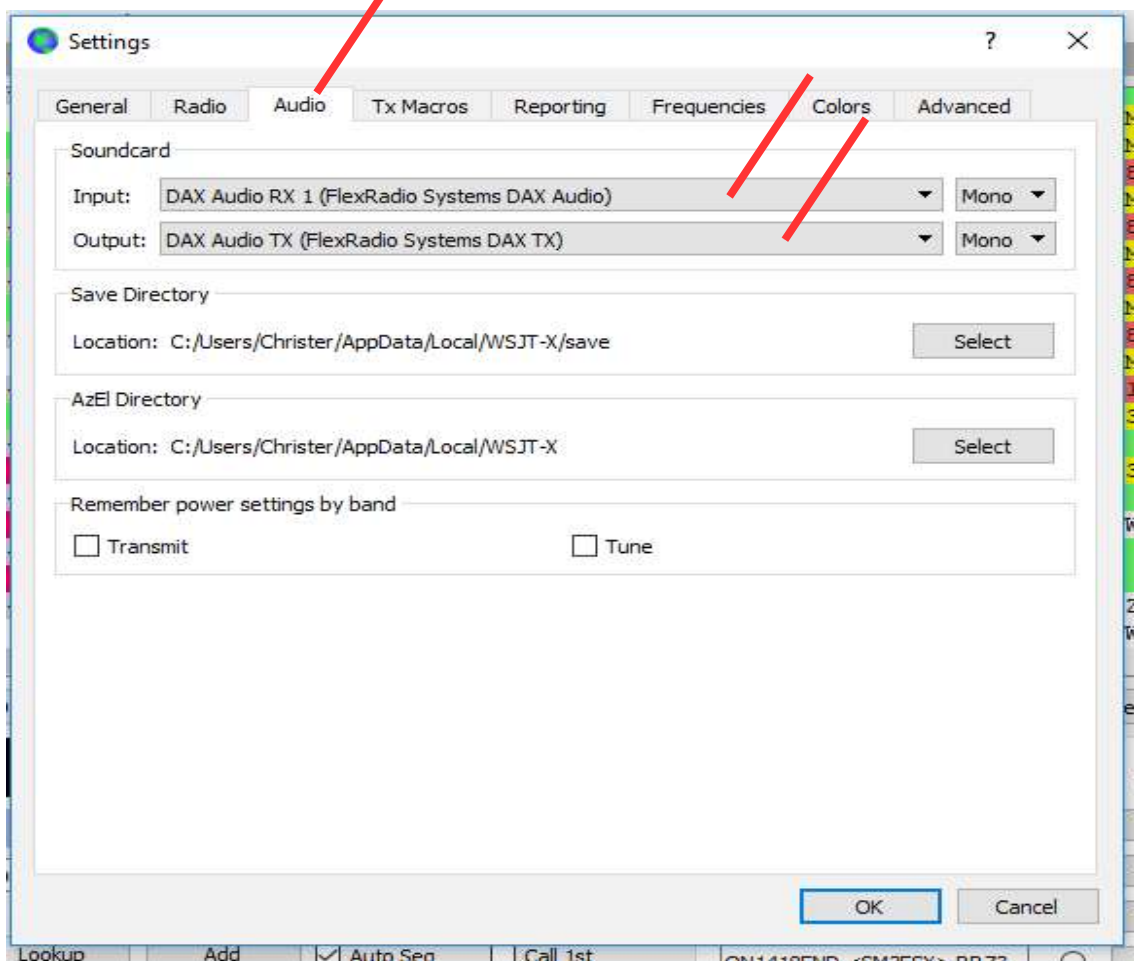 Settings
?
General Radio Audio Tx Macros Reporting Frequencies Colors Advanced
Soundcard
Input: DAX Audio RX 1 (FlexRadio Systems DAX Audio) Mono
Output: DAX Audio TX (FlexRadio Systems DAX TX) Mono
Save Directory
Location: C:/Users/Christer/AppData/Local/WSJT-X/save Select
AzEl Directory
Location: C:/Users/Christer/AppData/Local/WSJT-X Select
Remember power settings by band
Transmit Tune
OK Cancel
Lookup Add Auto Seq Call 1st